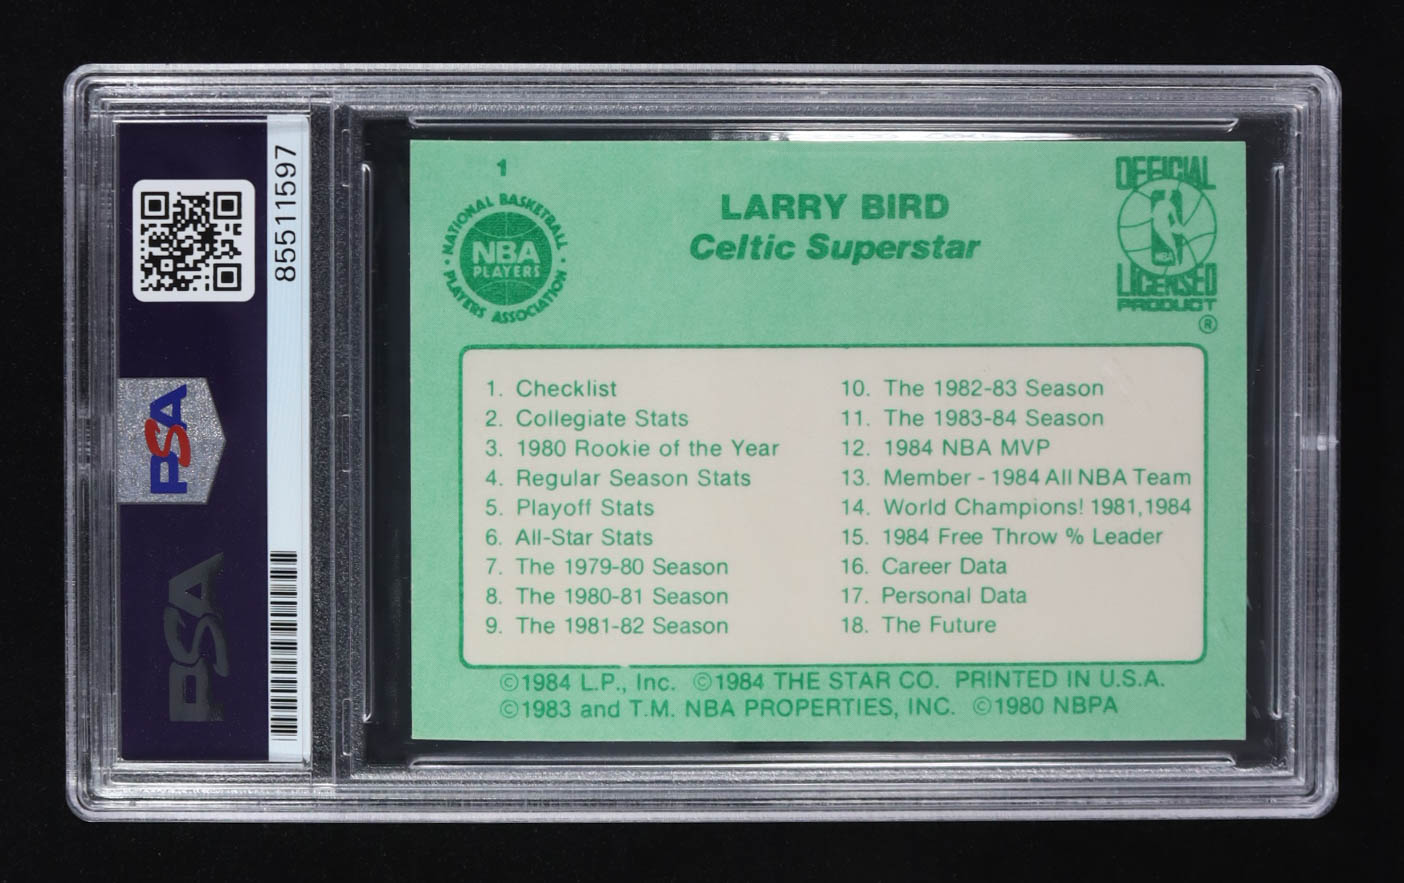 85511597
PSA
PSA
1
NATIONAL BASKETBALL
NBA
PLAYERS
PLAYERS ASSOCIATION
LARRY BIRD
Celtic Superstar
OFFICIAL
NBA
LICENSED
PRODUCT
®
1. Checklist
2. Collegiate Stats
3. 1980 Rookie of the Year
4. Regular Season Stats
5. Playoff Stats
6. All-Star Stats
7. The 1979-80 Season
8. The 1980-81 Season
9. The 1981-82 Season
10. The 1982-83 Season
11. The 1983-84 Season
12. 1984 NBA MVP
13. Member - 1984 All NBA Team
14. World Champions! 1981,1984
15. 1984 Free Throw % Leader
16. Career Data
17. Personal Data
18. The Future
©1984 L.P., Inc. ©1984 THE STAR CO. PRINTED IN U.S.A.
©1983 and T.M. NBA PROPERTIES, INC. ©1980 NBPA